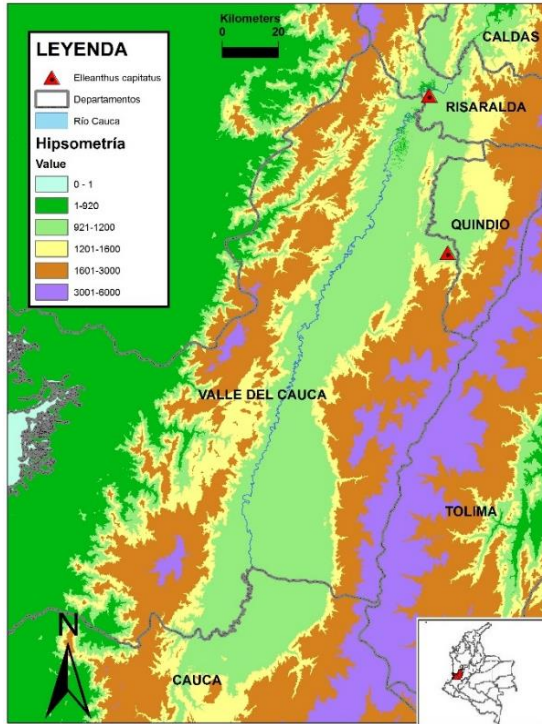 Kilometers
20
0
20
LEYENDA
Elleanthus capitatus
Departamentos
Río Cauca
Hipsometría
Value
0 - 1
1-920
921-1200
1201-1600
1601-3000
3001-6000
CALDAS
RISARALDA
QUINDIO
VALLE DEL CAUCA
TOLIMA
N
CAUCA